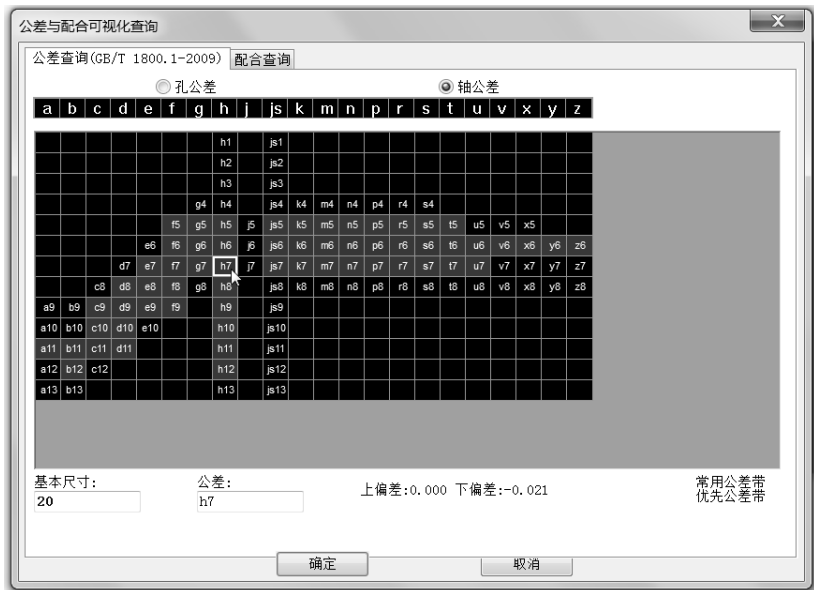 公差与配合可视化查询
X
公差查询(GB/T 1800.1-2009) 配合查询
孔公差 轴公差
a b c d e f g h j js k m n p r s t u v x y z
h1 js1
h2 js2
h3 js3
g4 h4 js4 k4 m4 n4 p4 r4 s4
f5 g5 h5 j5 js5 k5 m5 n5 p5 r5 s5 t5 u5 v5 x5
e6 f6 g6 h6 j6 js6 k6 m6 n6 p6 r6 s6 t6 u6 v6 x6 y6 z6
d7 e7 f7 g7 h7 j7 js7 k7 m7 n7 p7 r7 s7 t7 u7 v7 x7 y7 z7
c8 d8 e8 f8 g8 h8 js8 k8 m8 n8 p8 r8 s8 t8 u8 v8 x8 y8 z8
a9 b9 c9 d9 e9 f9 h9 js9
a10 b10 c10 d10 e10 h10 js10
a11 b11 c11 d11 h11 js11
a12 b12 c12 h12 js12
a13 b13 h13 js13
基本尺寸: 公差: 上偏差:0.000 下偏差:-0.021 常用公差带
20 h7 优先公差带
确定 取消